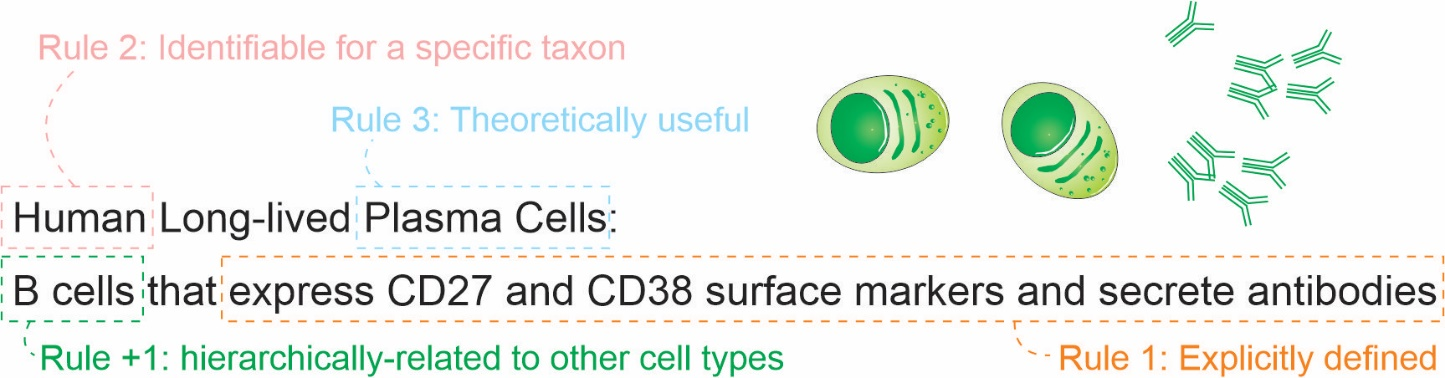 Rule 2: Identifiable for a specific taxon
Rule 3: Theoretically useful
Human Long-lived Plasma Cells:
B cells that express CD27 and CD38 surface markers and secrete antibodies
Rule +1: hierarchically-related to other cell types
Rule 1: Explicitly defined